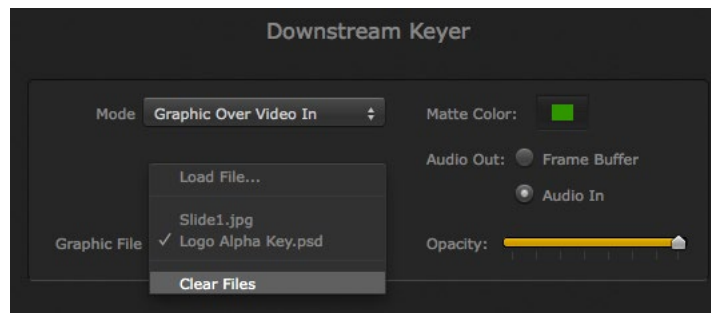 Downstream Keyer
Mode Graphic Over Video In Matte Color:
Audio Out: Frame Buffer
Load File...
Audio In
Slide1.jpg
Graphic File ✓ Logo Alpha Key.psd Opacity:
Clear Files